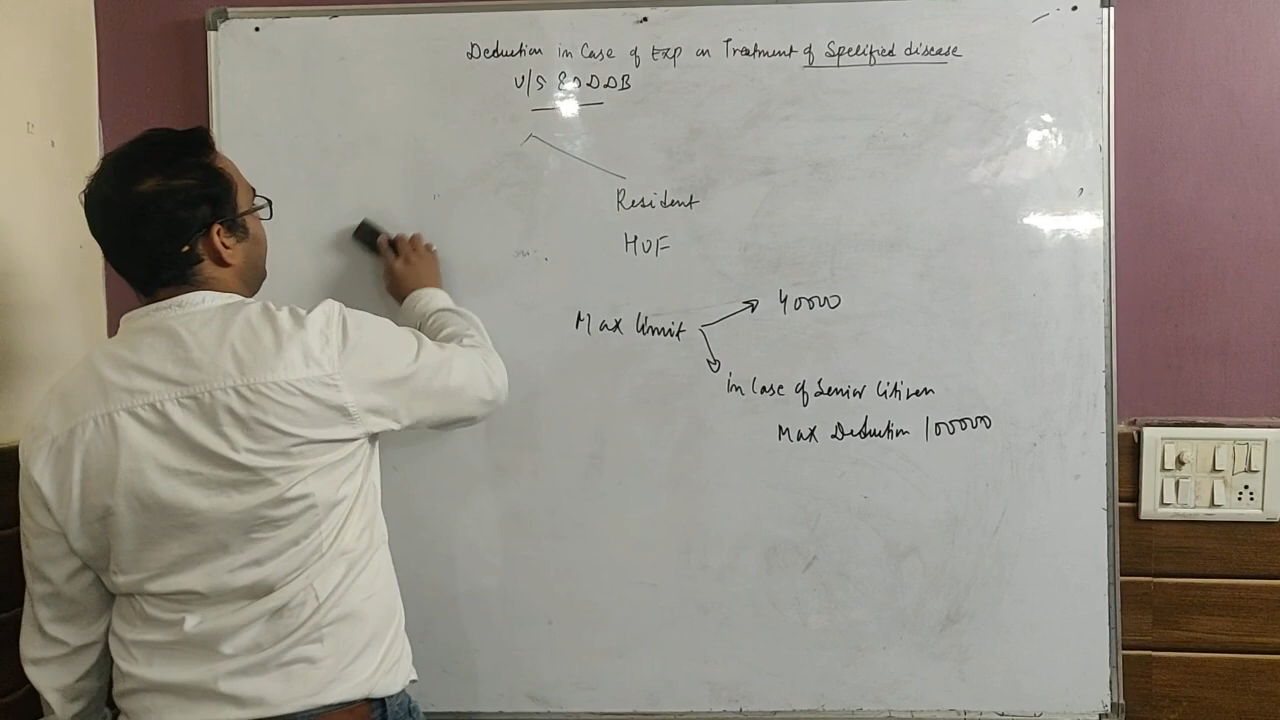 Deduction in Case of Exp on Treatment of Spelified disease
U/S 80DDB
Resident
HUF
Max limit
40000
in Case of Senior Citizen
Max Deduction 100000